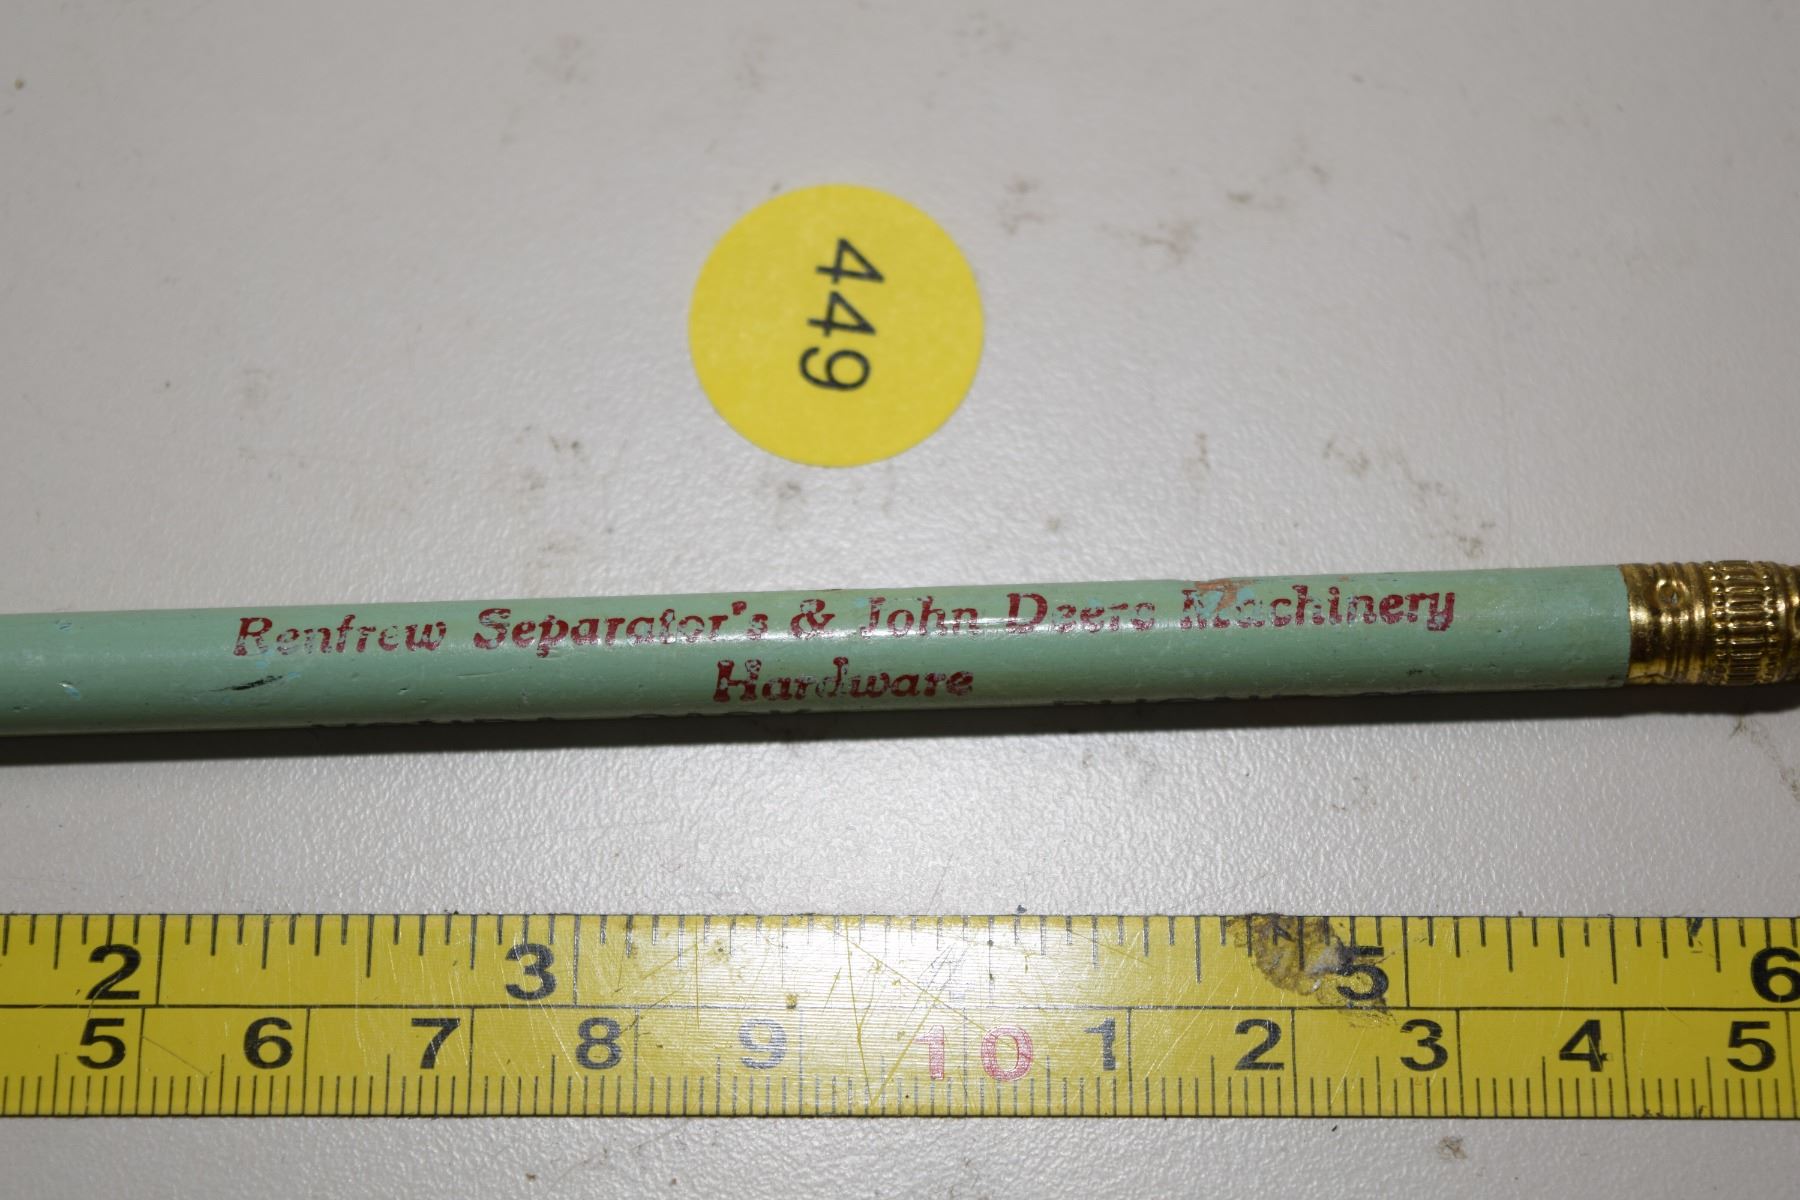 449
Renfrew Separator's & John Deere Machinery
Hardware
2 3 5 6
5 6 7 8 9 10 1 2 3 4 5